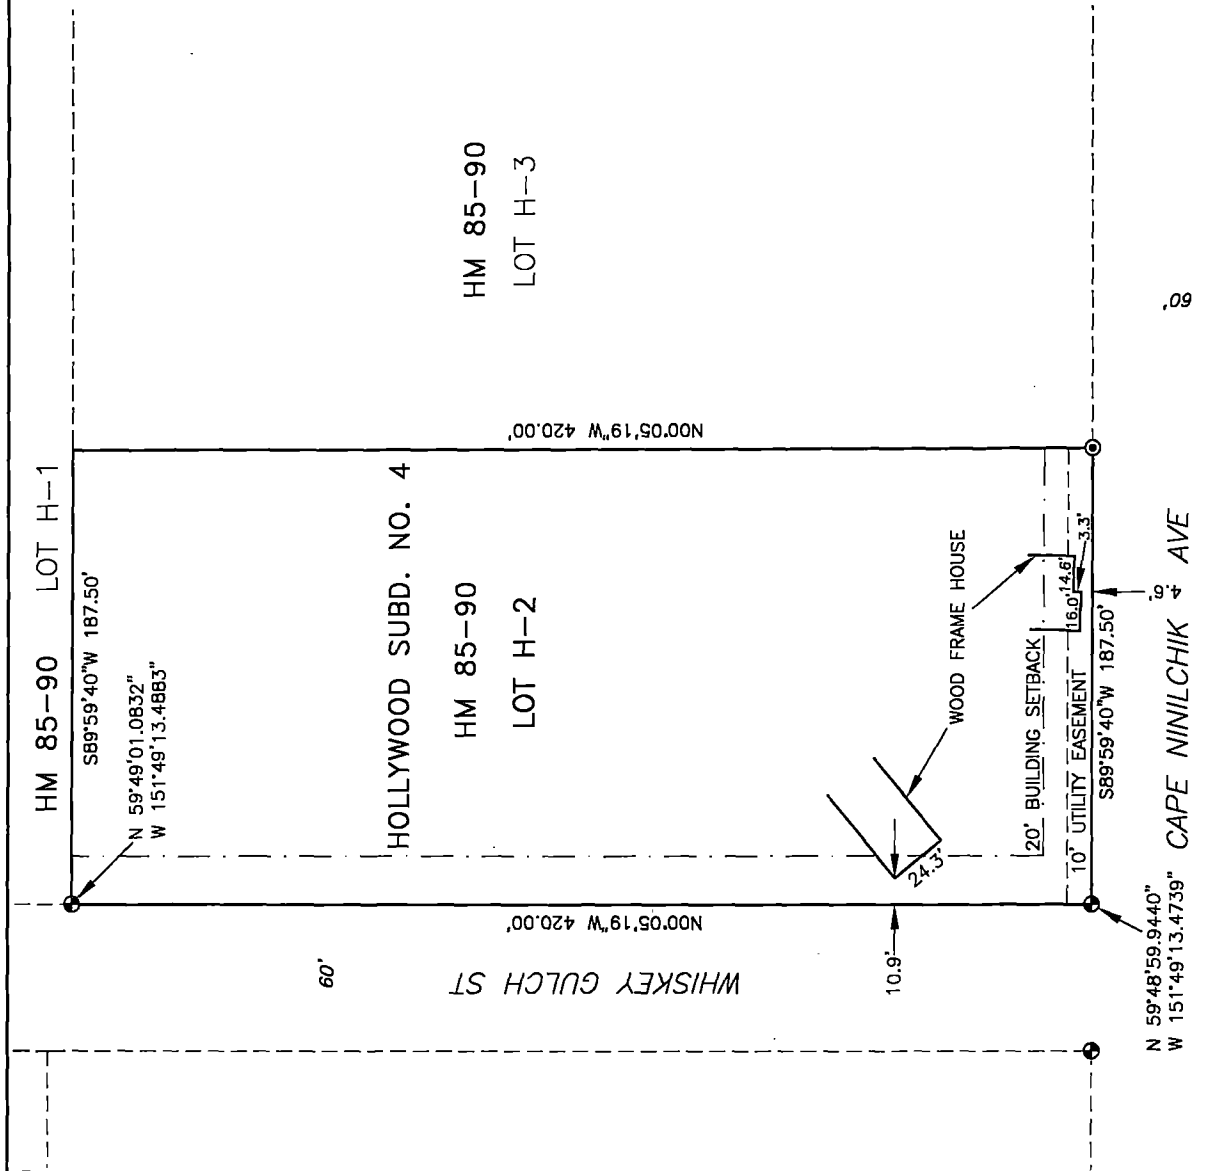 HM 85-90 LOT H-1
S89°59'40"W 187.50'
N 59°49'01.0832"
W 151°49'13.4883"
HOLLYWOOD SUBD. NO. 4
HM 85-90
LOT H-2
HM 85-90
LOT H-3
N00°05'19"W 420.00'
N00°05'19"W 420.00'
WHISKEY GULCH ST
60'
10.9'
24.3'
WOOD FRAME HOUSE
20' BUILDING SETBACK
10' UTILITY EASEMENT
16.0'
14.6'
3.3'
4.6'
S89°59'40"W 187.50'
N 59°48'59.9440"
W 151°49'13.4739"
CAPE NINILCHIK AVE
60'